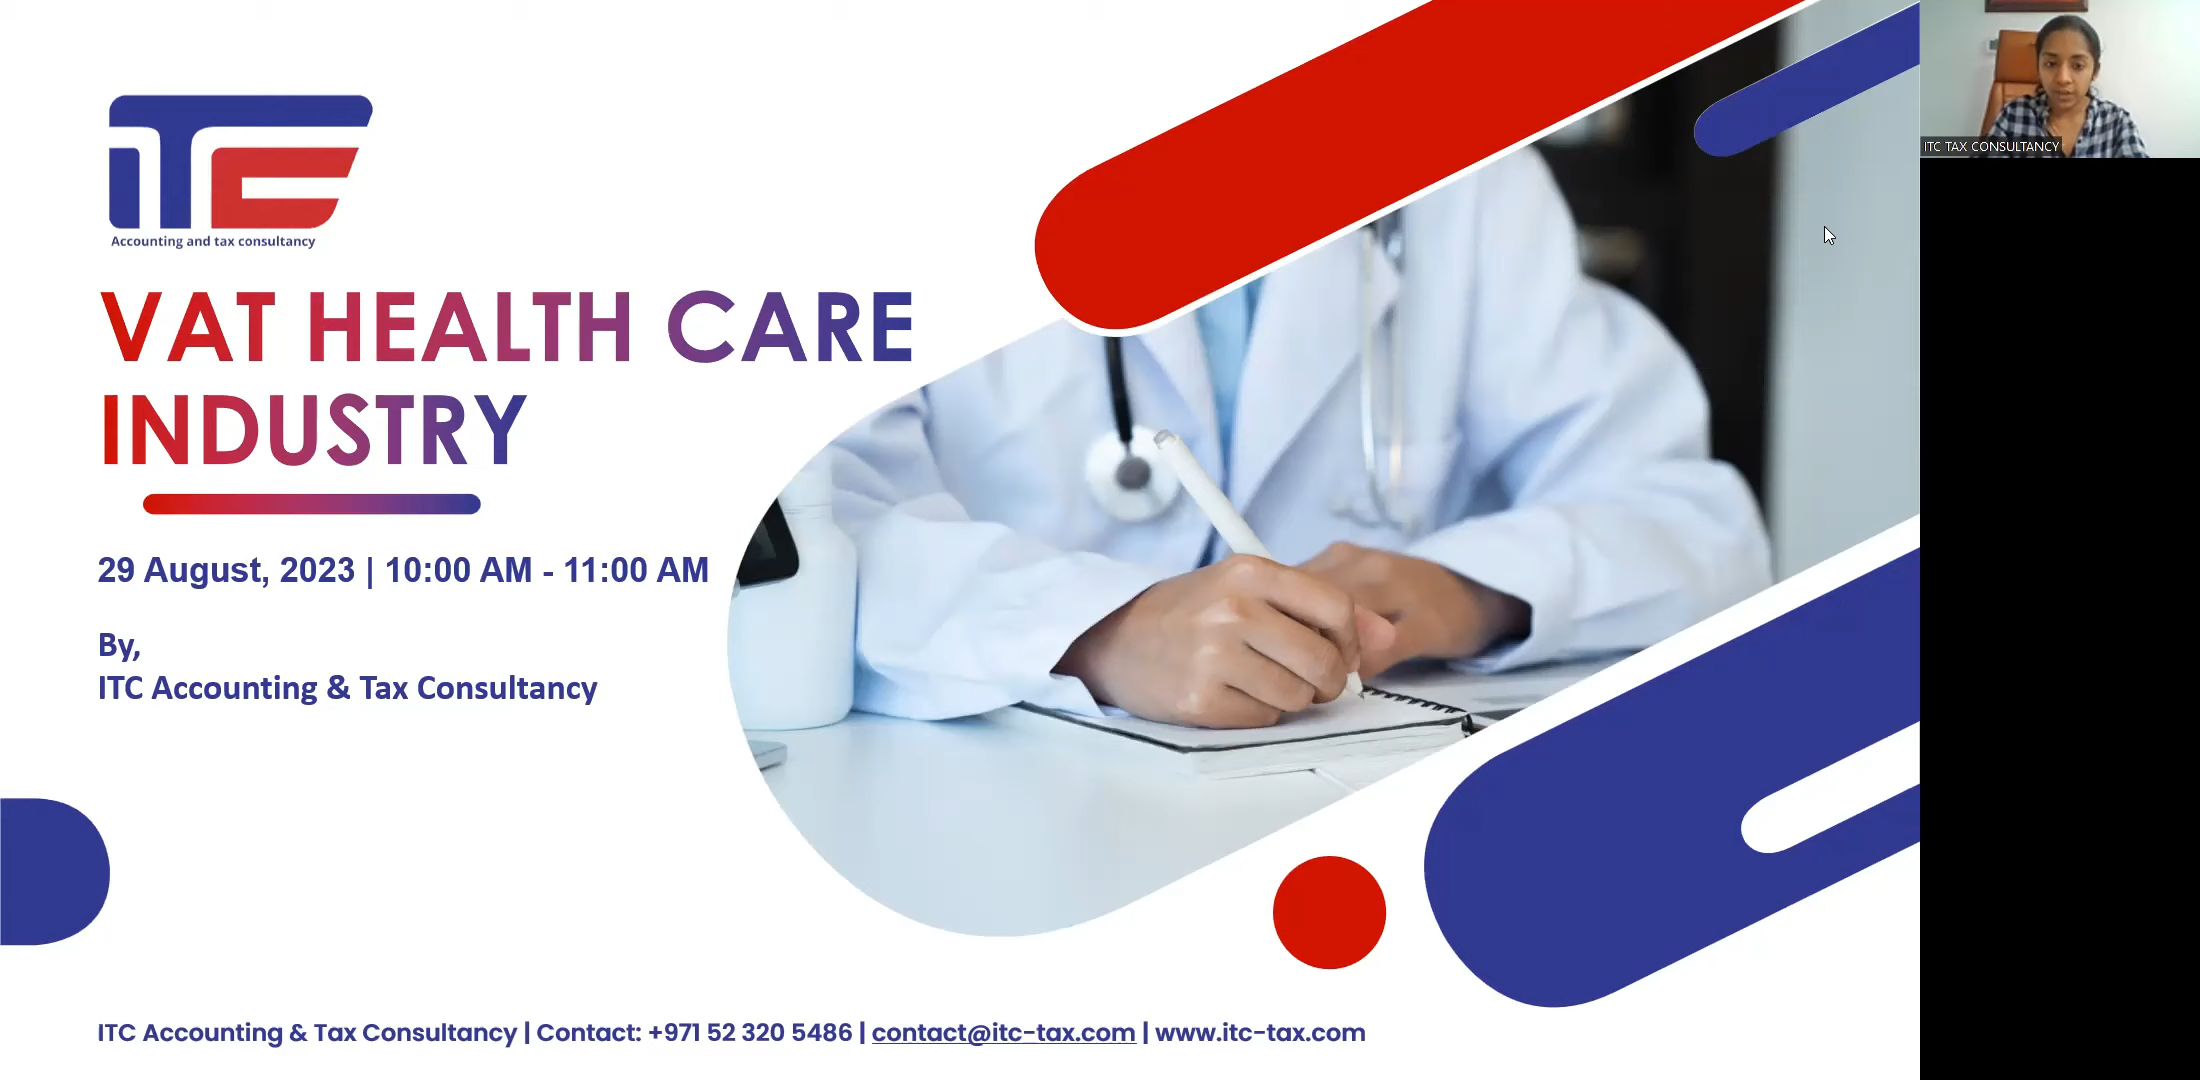 iTC
Accounting and tax consultancy
VAT HEALTH CARE
INDUSTRY
29 August, 2023 | 10:00 AM - 11:00 AM
By,
ITC Accounting & Tax Consultancy
ITC Accounting & Tax Consultancy | Contact: +971 52 320 5486 | contact@itc-tax.com | www.itc-tax.com
ITC TAX CONSULTANCY